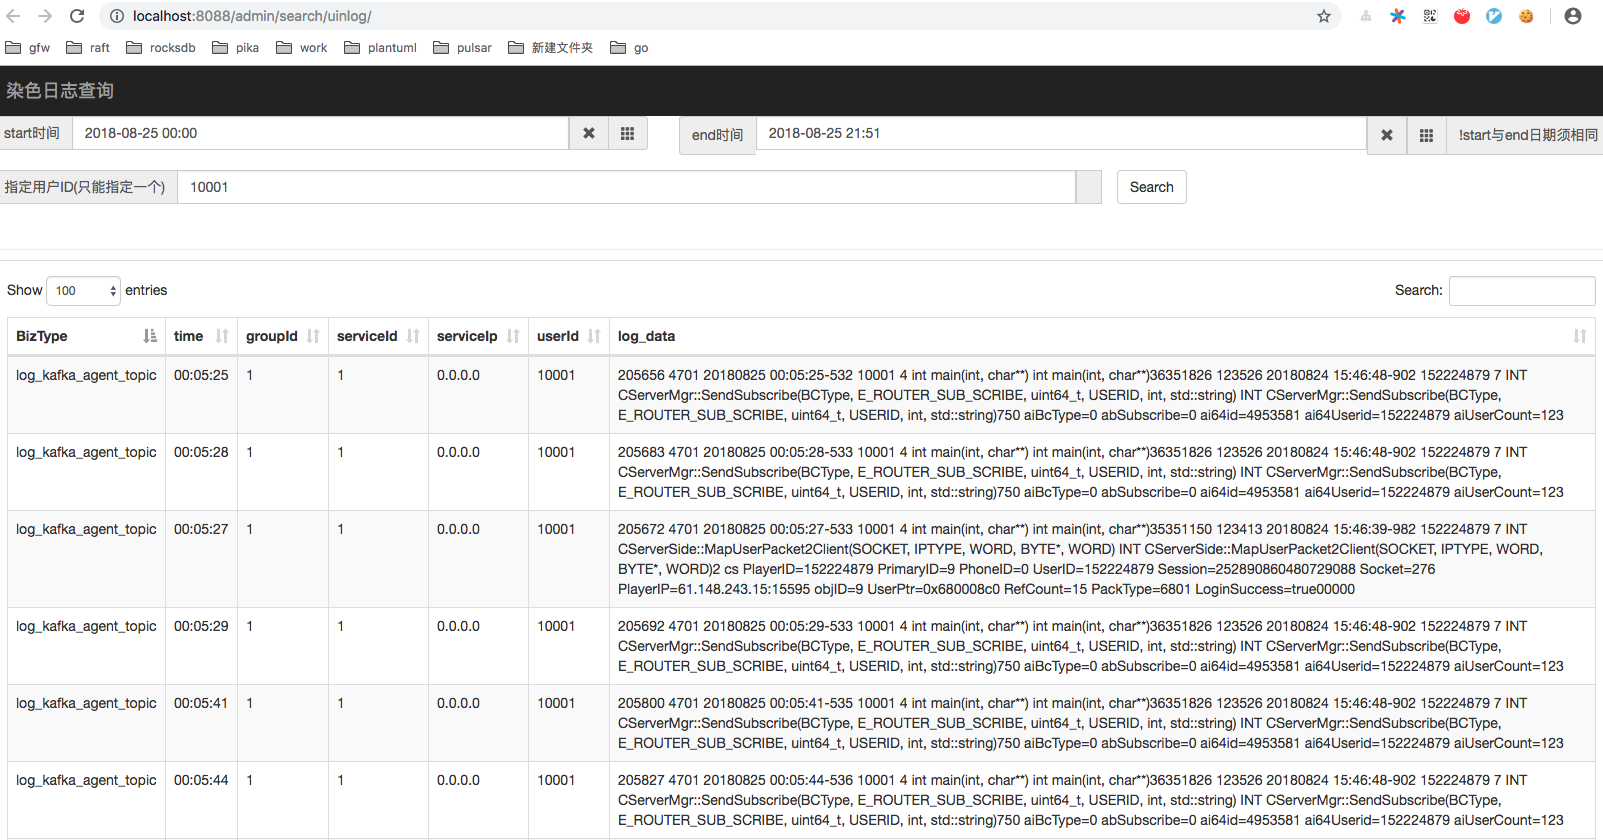 localhost:8088/admin/search/uinlog/
gfw raft rocksdb pika work plantuml pulsar 新建文件夹 go
染色日志查询
start时间 2018-08-25 00:00 end时间 2018-08-25 21:51 !start与end日期须相同
指定用户ID(只能指定一个) 10001 Search
Show 100 entries Search:
BizType time groupId serviceId serviceIp userId log_data
log_kafka_agent_topic 00:05:25 1 1 0.0.0.0 10001 205656 4701 20180825 00:05:25-532 10001 4 int main(int, char**) int main(int, char**)36351826 123526 20180824 15:46:48-902 152224879 7 INT
CServerMgr::SendSubscribe(BCType, E_ROUTER_SUB_SCRIBE, uint64_t, USERID, int, std::string) INT CServerMgr::SendSubscribe(BCType,
E_ROUTER_SUB_SCRIBE, uint64_t, USERID, int, std::string)750 aiBcType=0 abSubscribe=0 ai64id=4953581 ai64Userid=152224879 aiUserCount=123
log_kafka_agent_topic 00:05:28 1 1 0.0.0.0 10001 205683 4701 20180825 00:05:28-533 10001 4 int main(int, char**) int main(int, char**)36351826 123526 20180824 15:46:48-902 152224879 7 INT
CServerMgr::SendSubscribe(BCType, E_ROUTER_SUB_SCRIBE, uint64_t, USERID, int, std::string) INT CServerMgr::SendSubscribe(BCType,
E_ROUTER_SUB_SCRIBE, uint64_t, USERID, int, std::string)750 aiBcType=0 abSubscribe=0 ai64id=4953581 ai64Userid=152224879 aiUserCount=123
log_kafka_agent_topic 00:05:27 1 1 0.0.0.0 10001 205672 4701 20180825 00:05:27-533 10001 4 int main(int, char**) int main(int, char**)35351150 123413 20180824 15:46:39-982 152224879 7 INT
CServerSide::MapUserPacket2Client(SOCKET, IPTYPE, WORD, BYTE*, WORD) INT CServerSide::MapUserPacket2Client(SOCKET, IPTYPE, WORD,
BYTE*, WORD)2 cs PlayerID=152224879 PrimaryID=9 PhoneID=0 UserID=152224879 Session=252890860480729088 Socket=276
PlayerIP=61.148.243.15:15595 objID=9 UserPtr=0x680008c0 RefCount=15 PackType=6801 LoginSuccess=true00000
log_kafka_agent_topic 00:05:29 1 1 0.0.0.0 10001 205692 4701 20180825 00:05:29-533 10001 4 int main(int, char**) int main(int, char**)36351826 123526 20180824 15:46:48-902 152224879 7 INT
CServerMgr::SendSubscribe(BCType, E_ROUTER_SUB_SCRIBE, uint64_t, USERID, int, std::string) INT CServerMgr::SendSubscribe(BCType,
E_ROUTER_SUB_SCRIBE, uint64_t, USERID, int, std::string)750 aiBcType=0 abSubscribe=0 ai64id=4953581 ai64Userid=152224879 aiUserCount=123
log_kafka_agent_topic 00:05:41 1 1 0.0.0.0 10001 205800 4701 20180825 00:05:41-535 10001 4 int main(int, char**) int main(int, char**)36351826 123526 20180824 15:46:48-902 152224879 7 INT
CServerMgr::SendSubscribe(BCType, E_ROUTER_SUB_SCRIBE, uint64_t, USERID, int, std::string) INT CServerMgr::SendSubscribe(BCType,
E_ROUTER_SUB_SCRIBE, uint64_t, USERID, int, std::string)750 aiBcType=0 abSubscribe=0 ai64id=4953581 ai64Userid=152224879 aiUserCount=123
log_kafka_agent_topic 00:05:44 1 1 0.0.0.0 10001 205827 4701 20180825 00:05:44-536 10001 4 int main(int, char**) int main(int, char**)36351826 123526 20180824 15:46:48-902 152224879 7 INT
CServerMgr::SendSubscribe(BCType, E_ROUTER_SUB_SCRIBE, uint64_t, USERID, int, std::string) INT CServerMgr::SendSubscribe(BCType,
E_ROUTER_SUB_SCRIBE, uint64_t, USERID, int, std::string)750 aiBcType=0 abSubscribe=0 ai64id=4953581 ai64Userid=152224879 aiUserCount=123